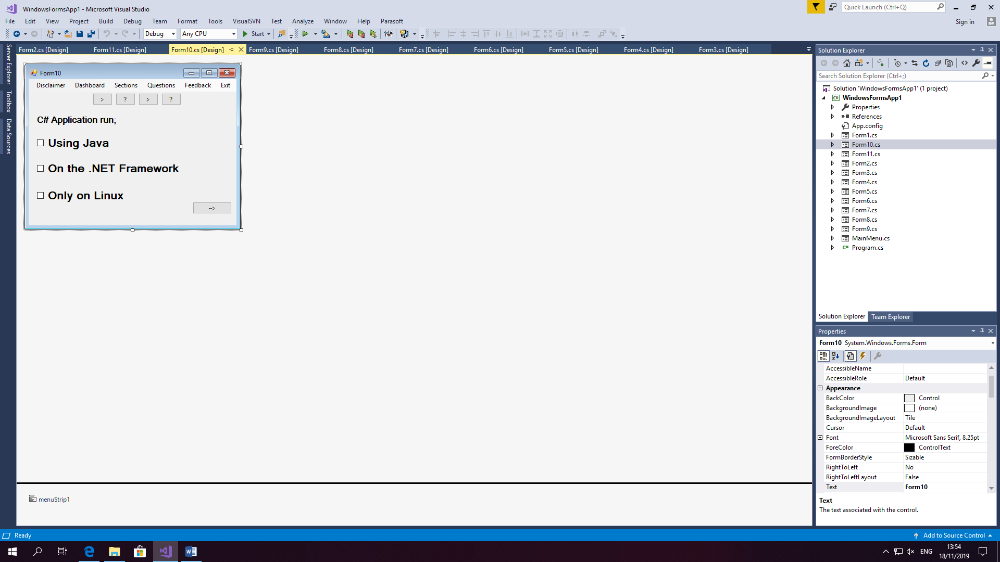 WindowsFormsApp1 - Microsoft Visual Studio
Quick Launch (Ctrl+Q)
File Edit View Project Build Debug Team Format Tools VisualSVN Test Analyze Window Help Parasoft
Sign in
Debug Any CPU Start
Server Explorer
Toolbox
Data Sources
Form2.cs [Design] Form11.cs [Design] Form10.cs [Design] Form9.cs [Design] Form8.cs [Design] Form7.cs [Design] Form6.cs [Design] Form5.cs [Design] Form4.cs [Design] Form3.cs [Design]
Form10
Disclaimer Dashboard Sections Questions Feedback Exit
> ? > ?
C# Application run;
Using Java
On the .NET Framework
Only on Linux
-->
menuStrip1
Solution Explorer
Search Solution Explorer (Ctrl+;)
Solution 'WindowsFormsApp1' (1 project)
C# WindowsFormsApp1
Properties
References
App.config
Form1.cs
Form10.cs
Form11.cs
Form2.cs
Form3.cs
Form4.cs
Form5.cs
Form6.cs
Form7.cs
Form8.cs
Form9.cs
MainMenu.cs
C# Program.cs
Solution Explorer Team Explorer
Properties
Form10 System.Windows.Forms.Form
AccessibleName
AccessibleRole Default
Appearance
BackColor Control
BackgroundImage (none)
BackgroundImageLayout Tile
Cursor Default
Font Microsoft Sans Serif, 8.25pt
ForeColor ControlText
FormBorderStyle Sizable
RightToLeft No
RightToLeftLayout False
Text Form10
Text
The text associated with the control.
Ready
Add to Source Control
ENG
13:54
18/11/2019